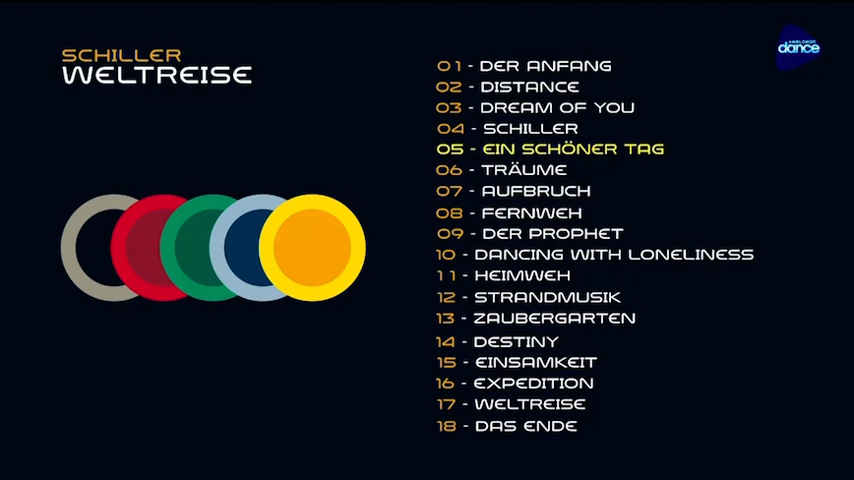 SCHILLER
WELTREISE
dance
01 - DER ANFANG
02 - DISTANCE
03 - DREAM OF YOU
04 - SCHILLER
05 - EIN SCHÖNER TAG
06 - TRÄUME
07 - AUFBRUCH
08 - FERNWEH
09 - DER PROPHET
10 - DANCING WITH LONELINESS
11 - HEIMWEH
12 - STRANDMUSIK
13 - ZAUBERGARTEN
14 - DESTINY
15 - EINSAMKEIT
16 - EXPEDITION
17 - WELTREISE
18 - DAS ENDE